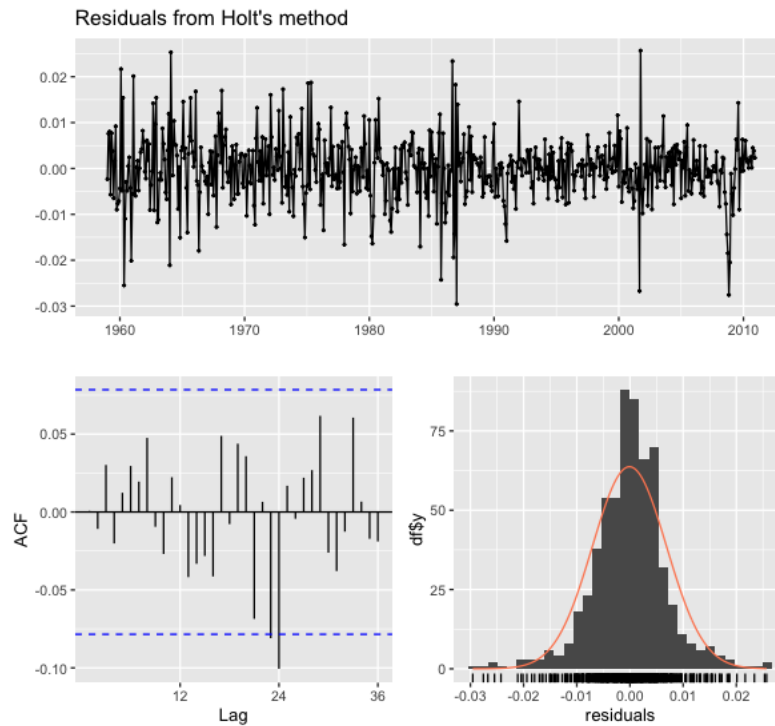 Residuals from Holt's method
0.02
0.01
0.00
-0.01
-0.02
-0.03
1960 1970 1980 1990 2000 2010
0.05
0.00
-0.05
-0.10
ACF
12 24 36
Lag
75
50
25
0
df$y
-0.03 -0.02 -0.01 0.00 0.01 0.02
residuals